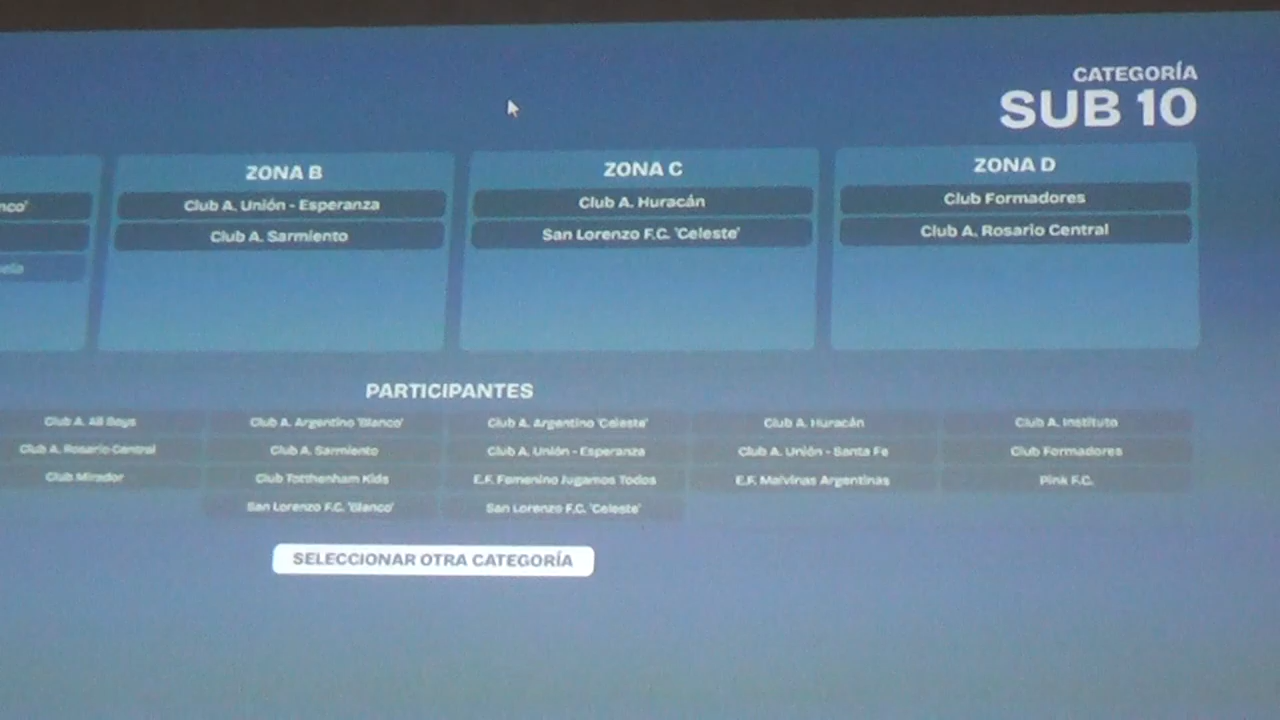 CATEGORÍA
SUB 10
ZONA B
Club A. Unión - Esperanza
Club A. Sarmiento
ZONA C
Club A. Huracán
San Lorenzo F.C. 'Celeste'
ZONA D
Club Formadores
Club A. Rosario Central
PARTICIPANTES
Club A. All Boys
Club A. Argentino 'Blanco'
Club A. Argentino 'Celeste'
Club A. Huracán
Club A. Instituto
Club A. Rosario Central
Club A. Sarmiento
Club A. Unión - Esperanza
Club A. Unión - Santa Fe
Club Formadores
Club Mirador
Club Totthenham Kids
E.F. Femenino Jugamos Todos
E.F. Malvinas Argentinas
Pink F.C.
San Lorenzo F.C. 'Blanco'
San Lorenzo F.C. 'Celeste'
SELECCIONAR OTRA CATEGORÍA